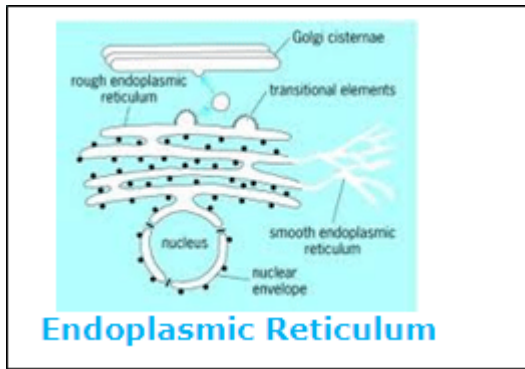 Golgi cisternae
rough endoplasmic
reticulum
transitional elements
smooth endoplasmic
reticulum
nucleus
nuclear
envelope
Endoplasmic Reticulum